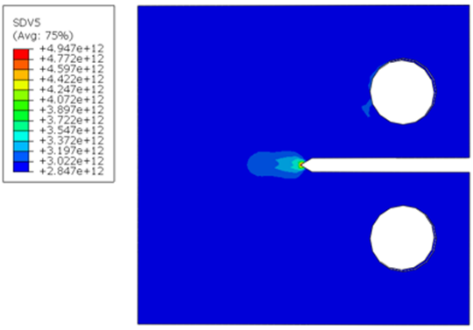 SDV5
(Avg: 75%)
+4.947e+12
+4.772e+12
+4.597e+12
+4.422e+12
+4.247e+12
+4.072e+12
+3.897e+12
+3.722e+12
+3.547e+12
+3.372e+12
+3.197e+12
+3.022e+12
+2.847e+12